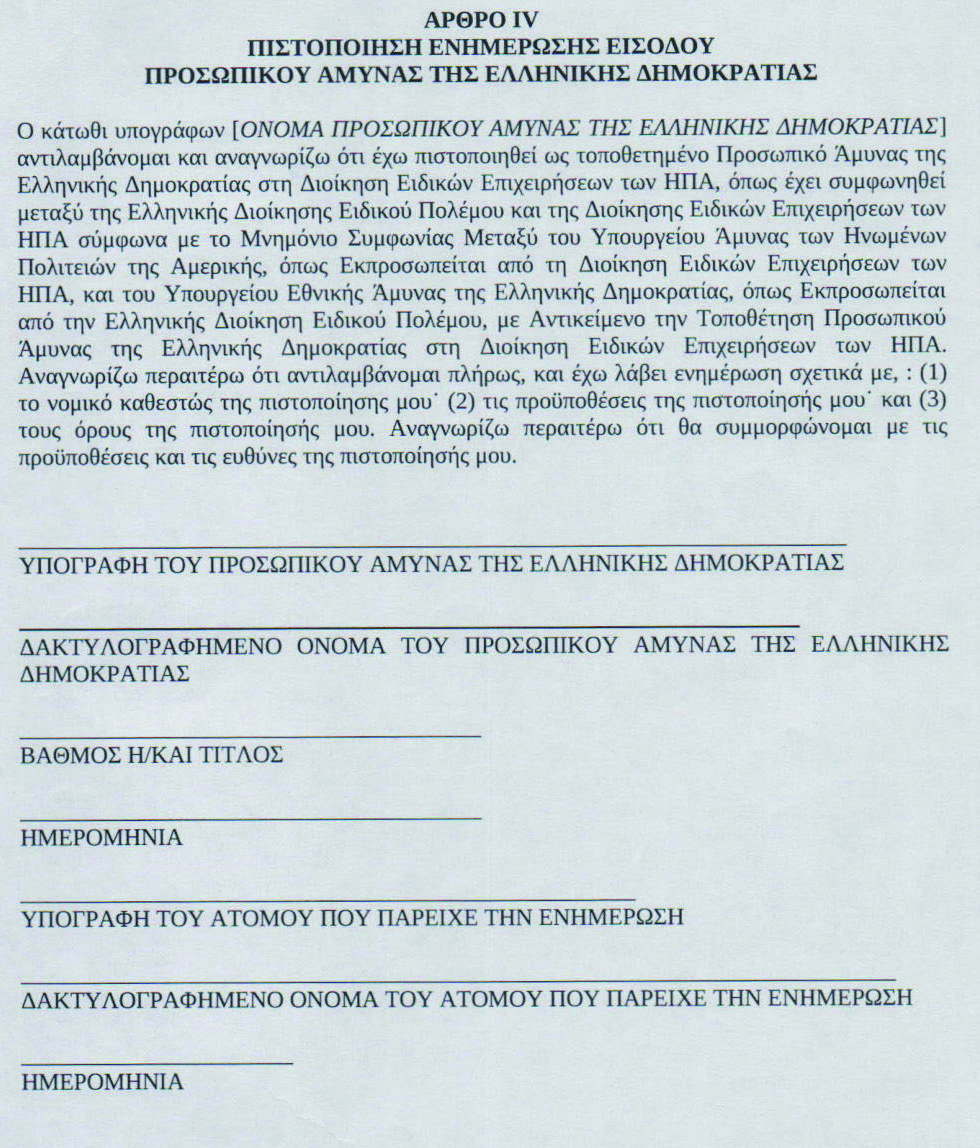 ΑΡΘΡΟ IV
ΠΙΣΤΟΠΟΙΗΣΗ ΕΝΗΜΕΡΩΣΗΣ ΕΙΣΟΔΟΥ
ΠΡΟΣΩΠΙΚΟΥ ΑΜΥΝΑΣ ΤΗΣ ΕΛΛΗΝΙΚΗΣ ΔΗΜΟΚΡΑΤΙΑΣ
Ο κάτωθι υπογράφων [ΟΝΟΜΑ ΠΡΟΣΩΠΙΚΟΥ ΑΜΥΝΑΣ ΤΗΣ ΕΛΛΗΝΙΚΗΣ ΔΗΜΟΚΡΑΤΙΑΣ]
αντιλαμβάνομαι και αναγνωρίζω ότι έχω πιστοποιηθεί ως τοποθετημένο Προσωπικό Άμυνας της
Ελληνικής Δημοκρατίας στη Διοίκηση Ειδικών Επιχειρήσεων των ΗΠΑ, όπως έχει συμφωνηθεί
μεταξύ της Ελληνικής Διοίκησης Ειδικού Πολέμου και της Διοίκησης Ειδικών Επιχειρήσεων των
ΗΠΑ σύμφωνα με το Μνημόνιο Συμφωνίας Μεταξύ του Υπουργείου Άμυνας των Ηνωμένων
Πολιτειών της Αμερικής, όπως Εκπροσωπείται από τη Διοίκηση Ειδικών Επιχειρήσεων των
ΗΠΑ, και του Υπουργείου Εθνικής Άμυνας της Ελληνικής Δημοκρατίας, όπως Εκπροσωπείται
από την Ελληνικής Διοίκηση Ειδικού Πολέμου, με Αντικείμενο την Τοποθέτηση Προσωπικού
Άμυνας της Ελληνικής Δημοκρατίας στη Διοίκηση Ειδικών Επιχειρήσεων των ΗΠΑ.
Αναγνωρίζω περαιτέρω ότι αντιλαμβάνομαι πλήρως, και έχω λάβει ενημέρωση σχετικά με, : (1)
το νομικό καθεστώς της πιστοποίησης μου˙ (2) τις προϋποθέσεις της πιστοποίησής μου˙ και (3)
τους όρους της πιστοποίησής μου. Αναγνωρίζω περαιτέρω ότι θα συμμορφώνομαι με τις
προϋποθέσεις και τις ευθύνες της πιστοποίησής μου.
ΥΠΟΓΡΑΦΗ ΤΟΥ ΠΡΟΣΩΠΙΚΟΥ ΑΜΥΝΑΣ ΤΗΣ ΕΛΛΗΝΙΚΗΣ ΔΗΜΟΚΡΑΤΙΑΣ
ΔΑΚΤΥΛΟΓΡΑΦΗΜΕΝΟ ΟΝΟΜΑ ΤΟΥ ΠΡΟΣΩΠΙΚΟΥ ΑΜΥΝΑΣ ΤΗΣ ΕΛΛΗΝΙΚΗΣ
ΔΗΜΟΚΡΑΤΙΑΣ
ΒΑΘΜΟΣ Η/ΚΑΙ ΤΙΤΛΟΣ
ΗΜΕΡΟΜΗΝΙΑ
ΥΠΟΓΡΑΦΗ ΤΟΥ ΑΤΟΜΟΥ ΠΟΥ ΠΑΡΕΙΧΕ ΤΗΝ ΕΝΗΜΕΡΩΣΗ
ΔΑΚΤΥΛΟΓΡΑΦΗΜΕΝΟ ΟΝΟΜΑ ΤΟΥ ΑΤΟΜΟΥ ΠΟΥ ΠΑΡΕΙΧΕ ΤΗΝ ΕΝΗΜΕΡΩΣΗ
ΗΜΕΡΟΜΗΝΙΑ